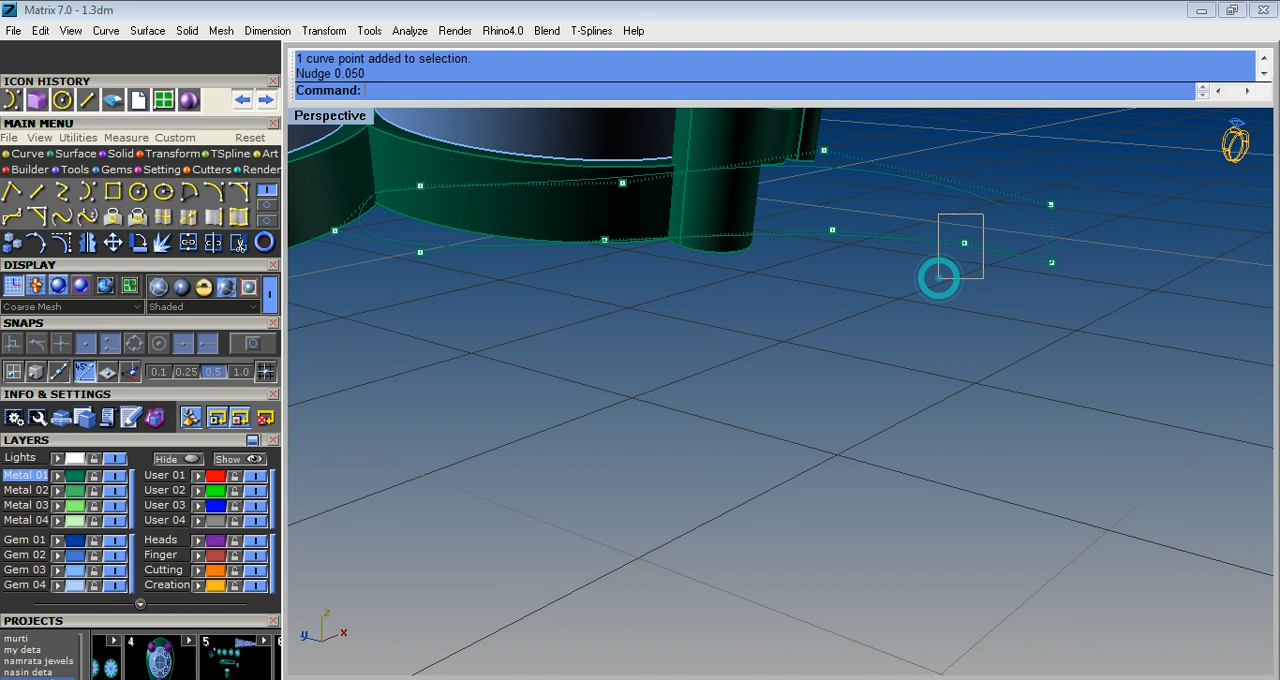 Matrix 7.0 - 1.3dm
File Edit View Curve Surface Solid Mesh Dimension Transform Tools Analyze Render Rhino4.0 Blend T-Splines Help
1 curve point added to selection.
Nudge 0.050
Command:
Perspective
ICON HISTORY
MAIN MENU
File View Utilities Measure Custom Reset
Curve Surface Solid Transform TSpline Art
Builder Tools Gems Setting Cutters Render
DISPLAY
Coarse Mesh Shaded
SNAPS
45°
0.1 0.25 0.5 1.0
INFO & SETTINGS
LAYERS
Lights Hide Show
Metal 01 User 01
Metal 02 User 02
Metal 03 User 03
Metal 04 User 04
Gem 01 Heads
Gem 02 Finger
Gem 03 Cutting
Gem 04 Creation
PROJECTS
murti
my deta
namrata jewels
nasin deta
4
5
z
y
x